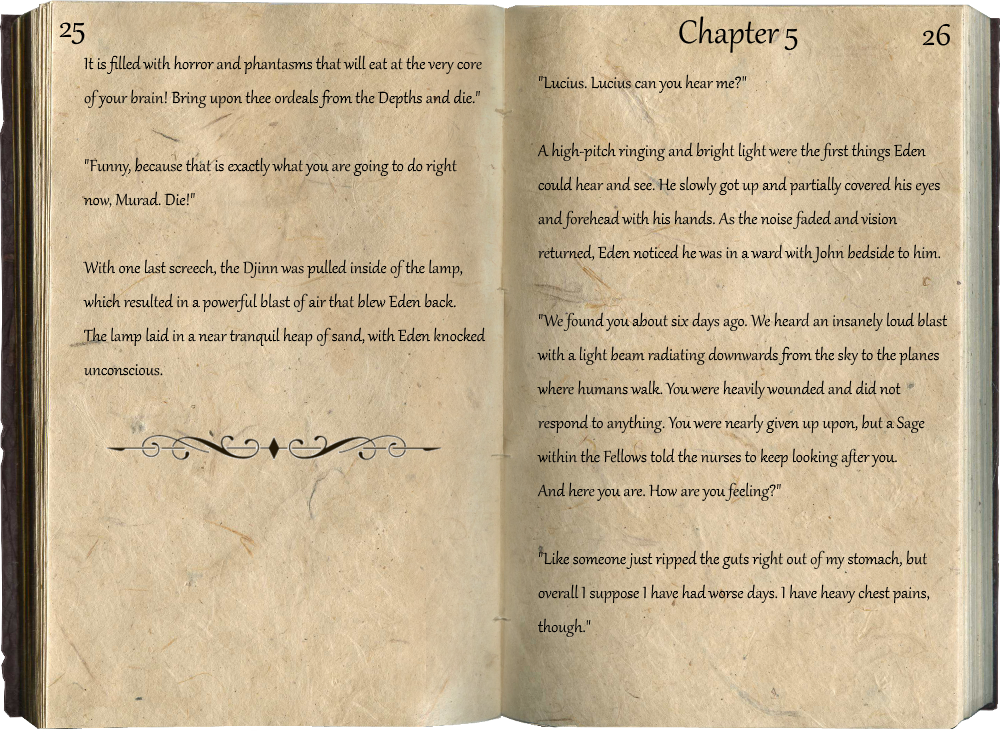 25
It is filled with horror and phantasms that will eat at the very core
of your brain! Bring upon thee ordeals from the Depths and die."
"Funny, because that is exactly what you are going to do right
now, Murad. Die!"
With one last screech, the Djinn was pulled inside of the lamp,
which resulted in a powerful blast of air that blew Eden back.
The lamp laid in a near tranquil heap of sand, with Eden knocked
unconscious.
Chapter 5
26
"Lucius. Lucius can you hear me?"
A high-pitch ringing and bright light were the first things Eden
could hear and see. He slowly got up and partially covered his eyes
and forehead with his hands. As the noise faded and vision
returned, Eden noticed he was in a ward with John bedside to him.
"We found you about six days ago. We heard an insanely loud blast
with a light beam radiating downwards from the sky to the planes
where humans walk. You were heavily wounded and did not
respond to anything. You were nearly given up upon, but a Sage
within the Fellows told the nurses to keep looking after you.
And here you are. How are you feeling?"
"Like someone just ripped the guts right out of my stomach, but
overall I suppose I have had worse days. I have heavy chest pains,
though."